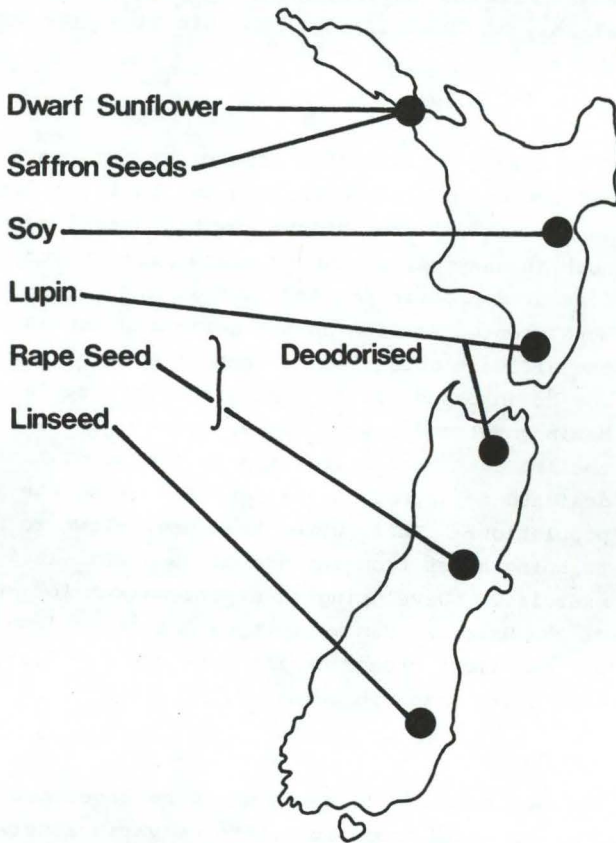 Dwarf Sunflower
Saffron Seeds
Soy
Lupin
Rape Seed } Deodorised
Linseed